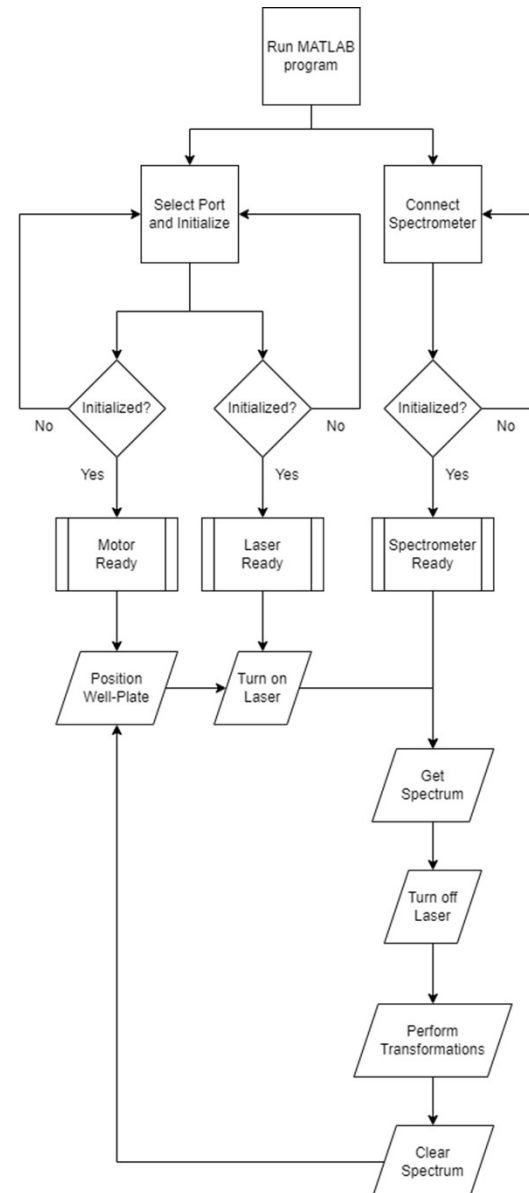 Run MATLAB
program
Select Port
and Initialize
Connect
Spectrometer
Initialized?
Initialized?
Initialized?
No
No
No
Yes
Yes
Yes
Motor
Ready
Laser
Ready
Spectrometer
Ready
Position
Well-Plate
Turn on
Laser
Get
Spectrum
Turn off
Laser
Perform
Transformations
Clear
Spectrum